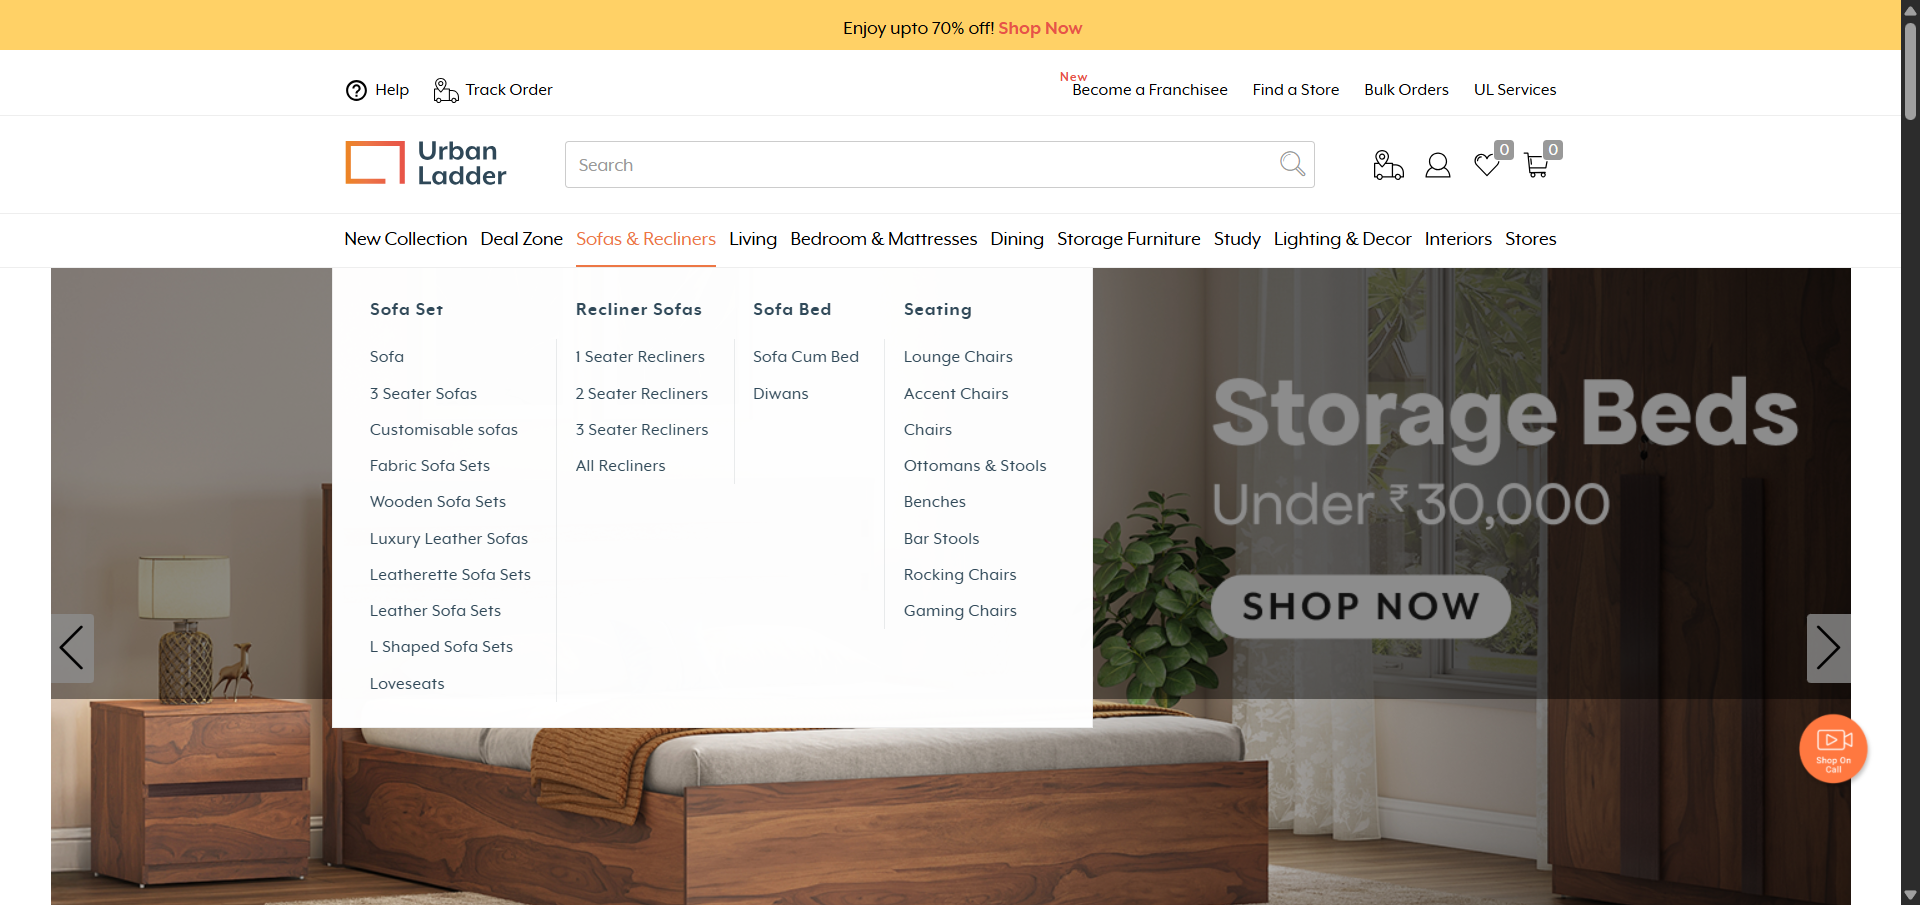 Enjoy upto 70% off! Shop Now
Help
Track Order
New
Become a Franchisee
Find a Store
Bulk Orders
UL Services
Urban
Ladder
Search
0
0
New Collection
Deal Zone
Sofas & Recliners
Living
Bedroom & Mattresses
Dining
Storage Furniture
Study
Lighting & Decor
Interiors
Stores
Sofa Set
Sofa
3 Seater Sofas
Customisable sofas
Fabric Sofa Sets
Wooden Sofa Sets
Luxury Leather Sofas
Leatherette Sofa Sets
Leather Sofa Sets
L Shaped Sofa Sets
Loveseats
Recliner Sofas
1 Seater Recliners
2 Seater Recliners
3 Seater Recliners
All Recliners
Sofa Bed
Sofa Cum Bed
Diwans
Seating
Lounge Chairs
Accent Chairs
Chairs
Ottomans & Stools
Benches
Bar Stools
Rocking Chairs
Gaming Chairs
Storage Beds
Under ₹30,000
SHOP NOW
Shop On
Call